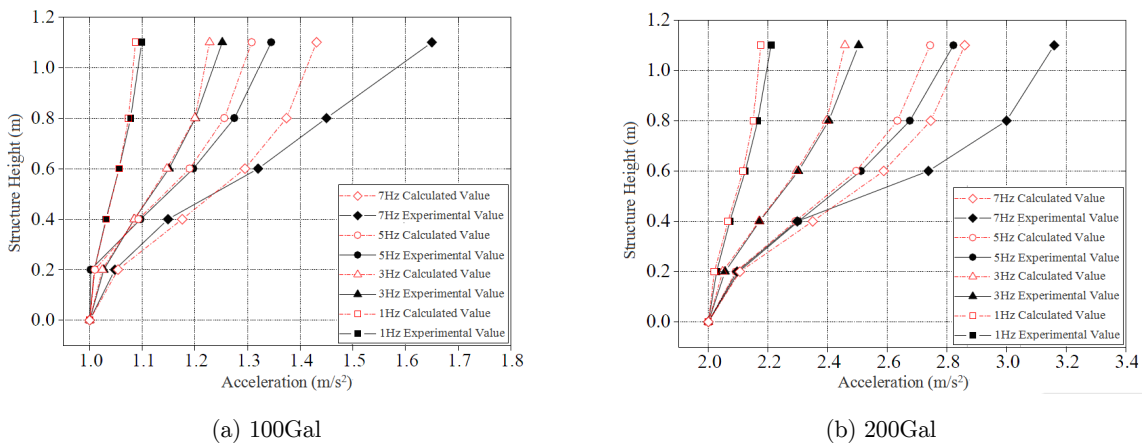 1.2
1.0
0.8
0.6
0.4
0.2
0.0
Structure Height (m)
7Hz Calculated Value
7Hz Experimental Value
5Hz Calculated Value
5Hz Experimental Value
3Hz Calculated Value
3Hz Experimental Value
1Hz Calculated Value
1Hz Experimental Value
1.0 1.1 1.2 1.3 1.4 1.5 1.6 1.7 1.8
Acceleration (m/s²)
(a) 100Gal
1.2
1.0
0.8
0.6
0.4
0.2
0.0
Structure Height (m)
7Hz Calculated Value
7Hz Experimental Value
5Hz Calculated Value
5Hz Experimental Value
3Hz Calculated Value
3Hz Experimental Value
1Hz Calculated Value
1Hz Experimental Value
2.0 2.2 2.4 2.6 2.8 3.0 3.2 3.4
Acceleration (m/s²)
(b) 200Gal